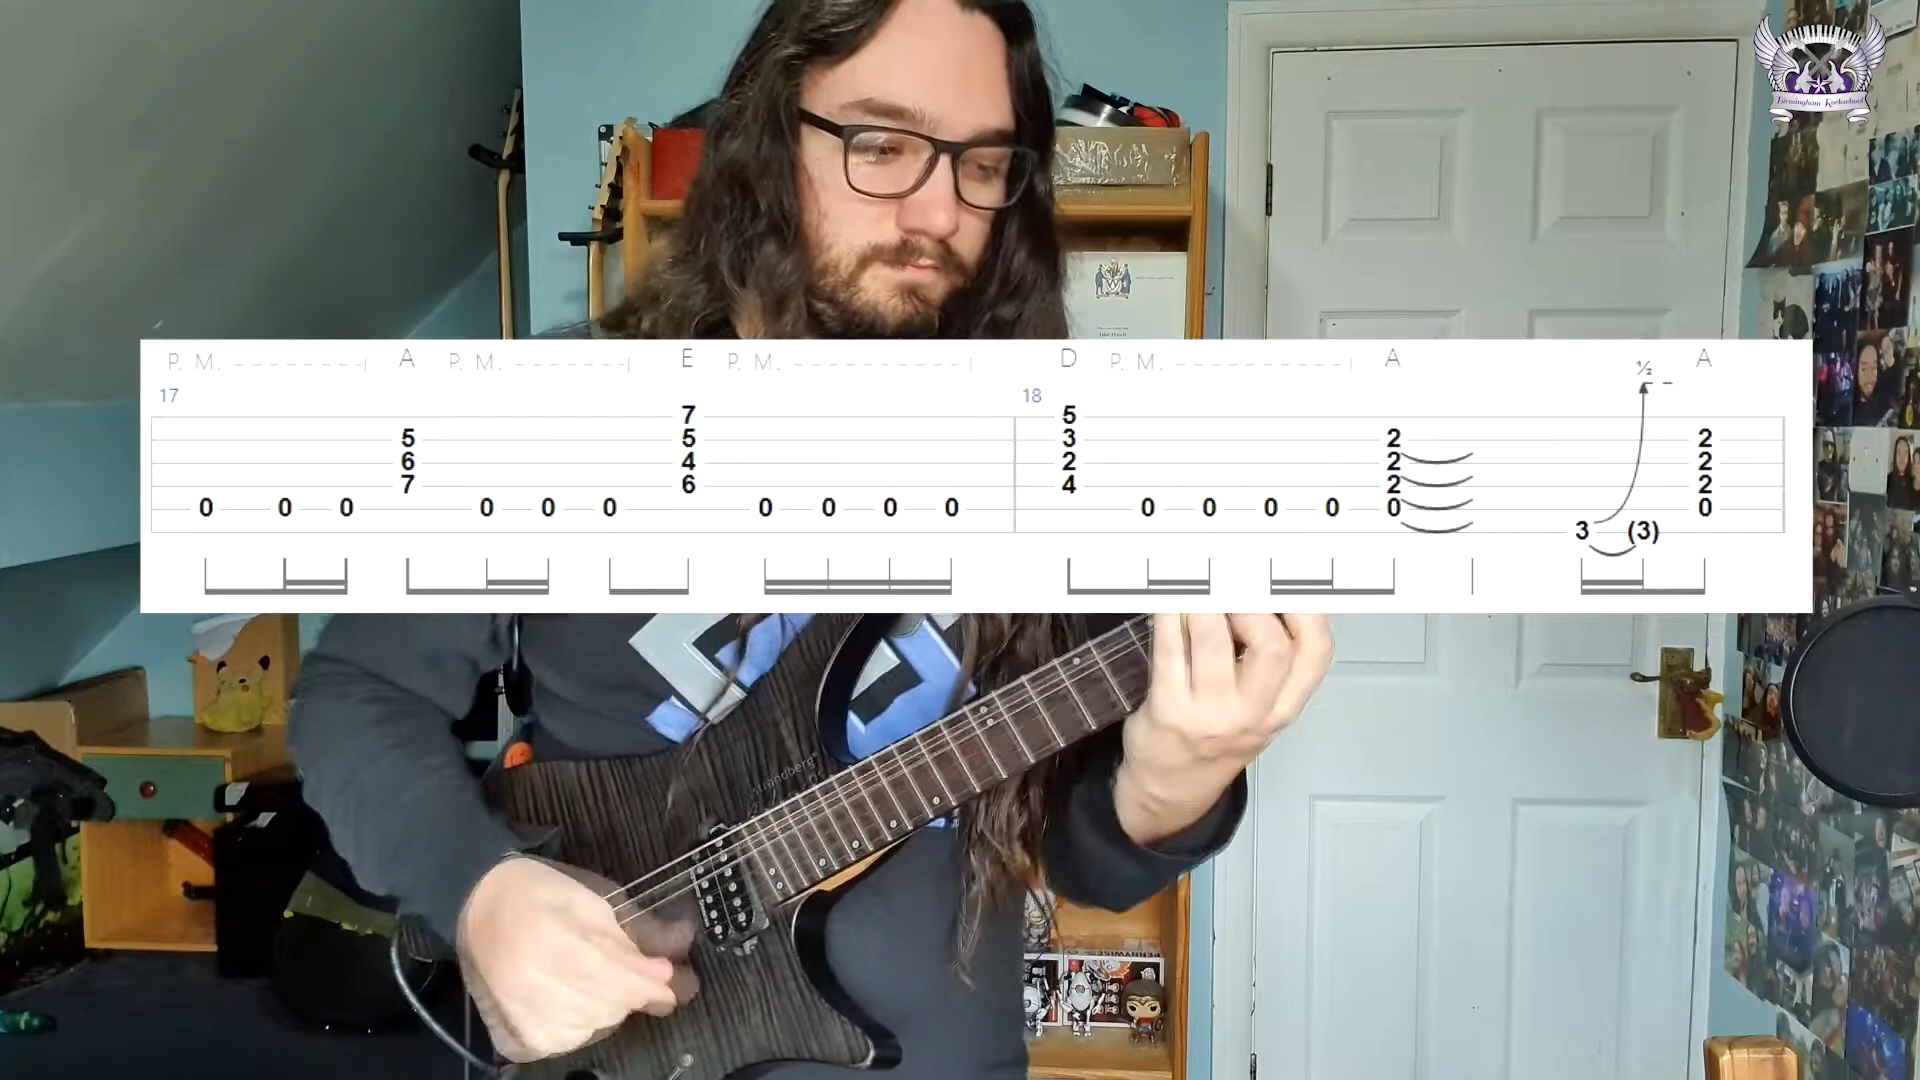 Birmingham Rockschool
P. M. A P. M. E P. M. D P. M. A ½ A
17 18
7 5
5 5 3 2 2
6 4 2 2 2
7 6 4 2 2
0 0 0 0 0 0 0 0 0 0 0 0 0 0 0 0
3 (3)
strandberg